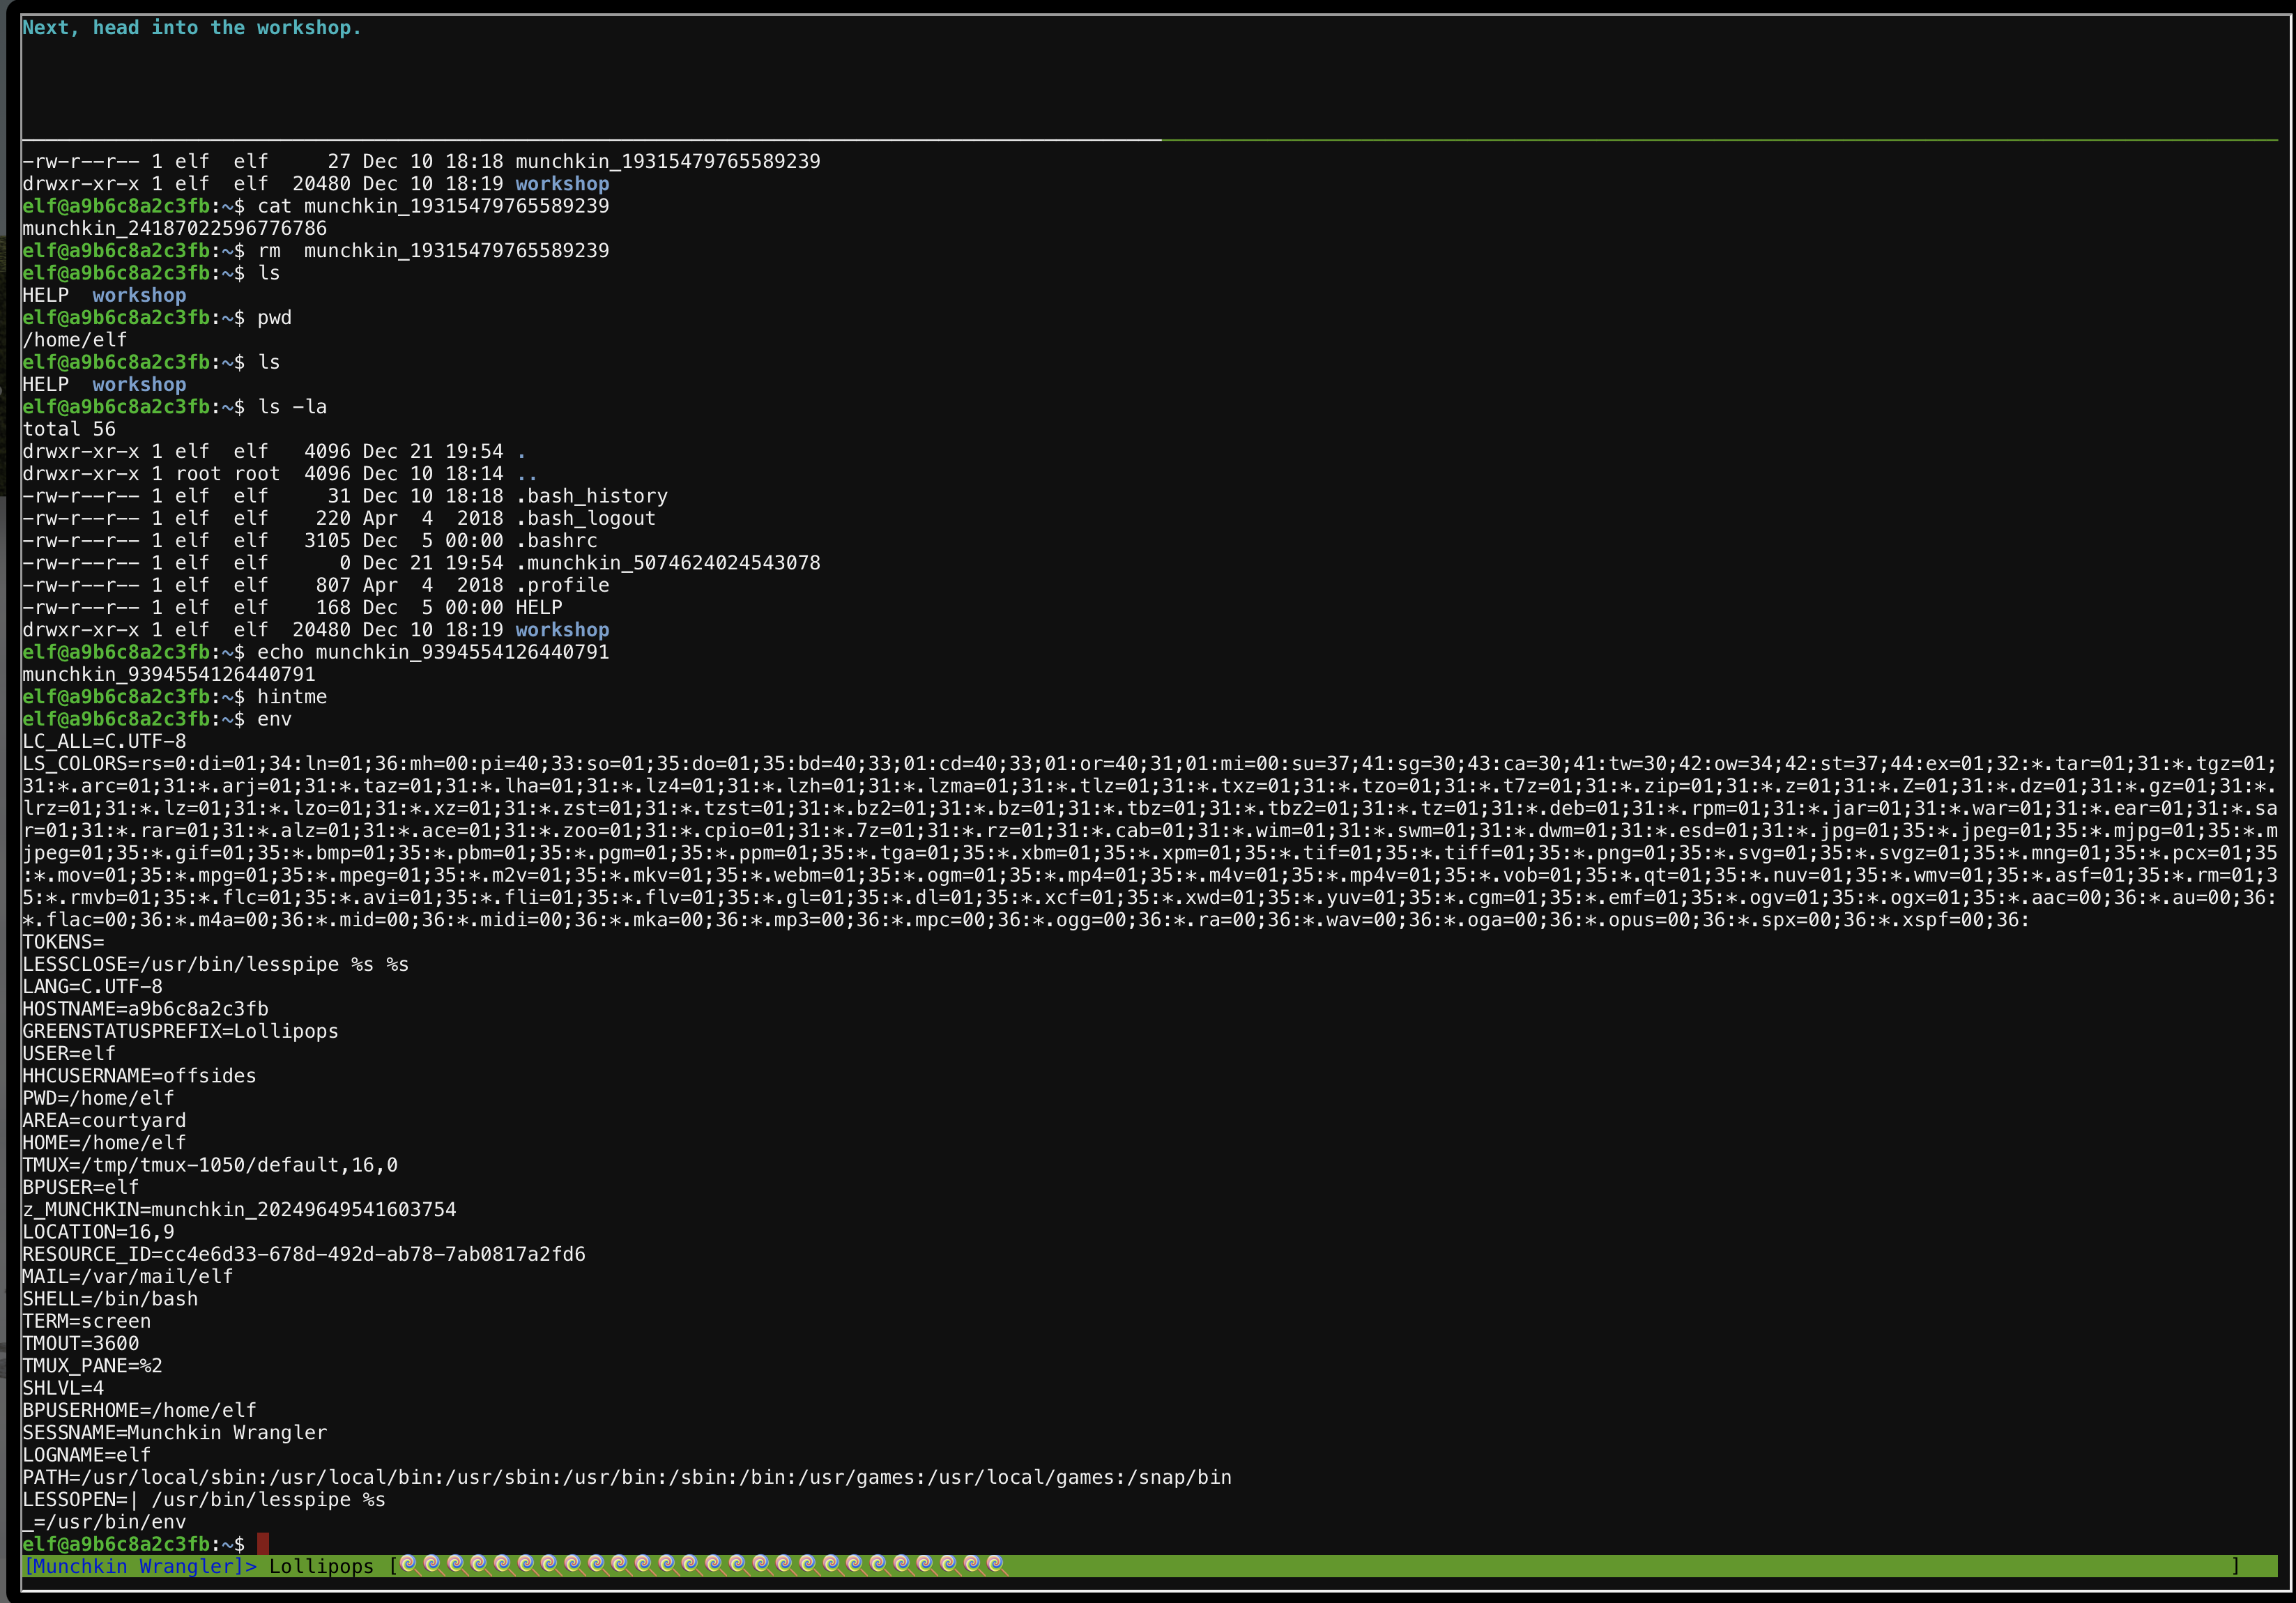 Next, head into the workshop.
-rw-r--r-- 1 elf  elf     27 Dec 10 18:18 munchkin_19315479765589239
drwxr-xr-x 1 elf  elf  20480 Dec 10 18:19 workshop
elf@a9b6c8a2c3fb:~$ cat munchkin_19315479765589239
munchkin_24187022596776786
elf@a9b6c8a2c3fb:~$ rm  munchkin_19315479765589239
elf@a9b6c8a2c3fb:~$ ls
HELP  workshop
elf@a9b6c8a2c3fb:~$ pwd
/home/elf
elf@a9b6c8a2c3fb:~$ ls
HELP  workshop
elf@a9b6c8a2c3fb:~$ ls -la
total 56
drwxr-xr-x 1 elf  elf   4096 Dec 21 19:54 .
drwxr-xr-x 1 root root  4096 Dec 10 18:14 ..
-rw-r--r-- 1 elf  elf     31 Dec 10 18:18 .bash_history
-rw-r--r-- 1 elf  elf    220 Apr  4  2018 .bash_logout
-rw-r--r-- 1 elf  elf   3105 Dec  5 00:00 .bashrc
-rw-r--r-- 1 elf  elf      0 Dec 21 19:54 .munchkin_5074624024543078
-rw-r--r-- 1 elf  elf    807 Apr  4  2018 .profile
-rw-r--r-- 1 elf  elf    168 Dec  5 00:00 HELP
drwxr-xr-x 1 elf  elf  20480 Dec 10 18:19 workshop
elf@a9b6c8a2c3fb:~$ echo munchkin_9394554126440791
munchkin_9394554126440791
elf@a9b6c8a2c3fb:~$ hintme
elf@a9b6c8a2c3fb:~$ env
LC_ALL=C.UTF-8
LS_COLORS=rs=0:di=01;34:ln=01;36:mh=00:pi=40;33:so=01;35:do=01;35:bd=40;33;01:cd=40;33;01:or=40;31;01:mi=00:su=37;41:sg=30;43:ca=30;41:tw=30;42:ow=34;42:st=37;44:ex=01;32:*.tar=01;31:*.tgz=01;
31:*.arc=01;31:*.arj=01;31:*.taz=01;31:*.lha=01;31:*.lz4=01;31:*.lzh=01;31:*.lzma=01;31:*.tlz=01;31:*.txz=01;31:*.tzo=01;31:*.t7z=01;31:*.zip=01;31:*.z=01;31:*.Z=01;31:*.dz=01;31:*.gz=01;31:*.
lrz=01;31:*.lz=01;31:*.lzo=01;31:*.xz=01;31:*.zst=01;31:*.tzst=01;31:*.bz2=01;31:*.bz=01;31:*.tbz=01;31:*.tbz2=01;31:*.tz=01;31:*.deb=01;31:*.rpm=01;31:*.jar=01;31:*.war=01;31:*.ear=01;31:*.sa
r=01;31:*.rar=01;31:*.alz=01;31:*.ace=01;31:*.zoo=01;31:*.cpio=01;31:*.7z=01;31:*.rz=01;31:*.cab=01;31:*.wim=01;31:*.swm=01;31:*.dwm=01;31:*.esd=01;31:*.jpg=01;35:*.jpeg=01;35:*.mjpg=01;35:*.m
jpeg=01;35:*.gif=01;35:*.bmp=01;35:*.pbm=01;35:*.pgm=01;35:*.ppm=01;35:*.tga=01;35:*.xbm=01;35:*.xpm=01;35:*.tif=01;35:*.tiff=01;35:*.png=01;35:*.svg=01;35:*.svgz=01;35:*.mng=01;35:*.pcx=01;35
:*.mov=01;35:*.mpg=01;35:*.mpeg=01;35:*.m2v=01;35:*.mkv=01;35:*.webm=01;35:*.ogm=01;35:*.mp4=01;35:*.m4v=01;35:*.mp4v=01;35:*.vob=01;35:*.qt=01;35:*.nuv=01;35:*.wmv=01;35:*.asf=01;35:*.rm=01;3
5:*.rmvb=01;35:*.flc=01;35:*.avi=01;35:*.fli=01;35:*.flv=01;35:*.gl=01;35:*.dl=01;35:*.xcf=01;35:*.xwd=01;35:*.yuv=01;35:*.cgm=01;35:*.emf=01;35:*.ogv=01;35:*.ogx=01;35:*.aac=00;36:*.au=00;36:
*.flac=00;36:*.m4a=00;36:*.mid=00;36:*.midi=00;36:*.mka=00;36:*.mp3=00;36:*.mpc=00;36:*.ogg=00;36:*.ra=00;36:*.wav=00;36:*.oga=00;36:*.opus=00;36:*.spx=00;36:*.xspf=00;36:
TOKENS=
LESSCLOSE=/usr/bin/lesspipe %s %s
LANG=C.UTF-8
HOSTNAME=a9b6c8a2c3fb
GREENSTATUSPREFIX=Lollipops
USER=elf
HHCUSERNAME=offsides
PWD=/home/elf
AREA=courtyard
HOME=/home/elf
TMUX=/tmp/tmux-1050/default,16,0
BPUSER=elf
z_MUNCHKIN=munchkin_20249649541603754
LOCATION=16,9
RESOURCE_ID=cc4e6d33-678d-492d-ab78-7ab0817a2fd6
MAIL=/var/mail/elf
SHELL=/bin/bash
TERM=screen
TMOUT=3600
TMUX_PANE=%2
SHLVL=4
BPUSERHOME=/home/elf
SESSNAME=Munchkin Wrangler
LOGNAME=elf
PATH=/usr/local/sbin:/usr/local/bin:/usr/sbin:/usr/bin:/sbin:/bin:/usr/games:/usr/local/games:/snap/bin
LESSOPEN=| /usr/bin/lesspipe %s
_=/usr/bin/env
elf@a9b6c8a2c3fb:~$
[Munchkin Wrangler]> Lollipops [🍭🍭🍭🍭🍭🍭🍭🍭🍭🍭🍭🍭🍭🍭🍭🍭🍭🍭🍭🍭🍭🍭🍭🍭🍭🍭 ]